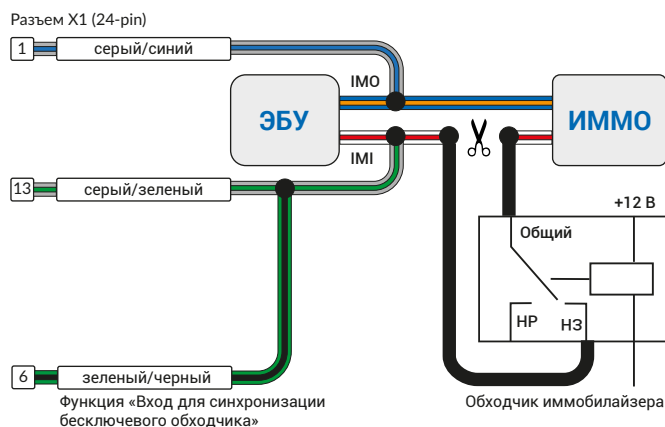 Разъем X1 (24-pin)
1
серый/синий
IMO
ЭБУ
ИММО
IMI
13
серый/зеленый
+12 В
Общий
НР
НЗ
6
зеленый/черный
Функция «Вход для синхронизации
бесключевого обходчика»
Обходчик иммобилайзера